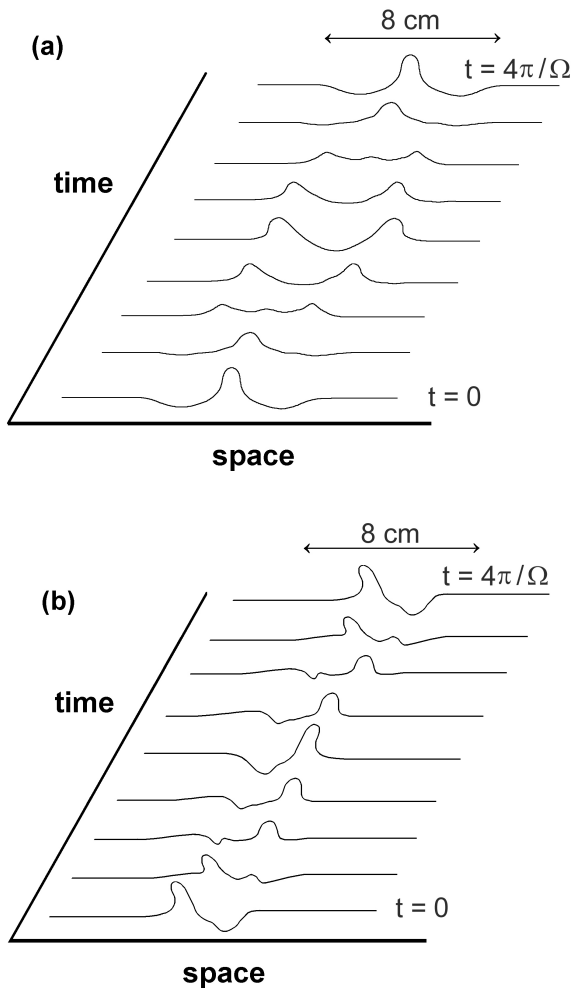 8 cm
(a)
t = 4π/Ω
time
t = 0
space
8 cm
t = 4π/Ω
(b)
time
t = 0
space